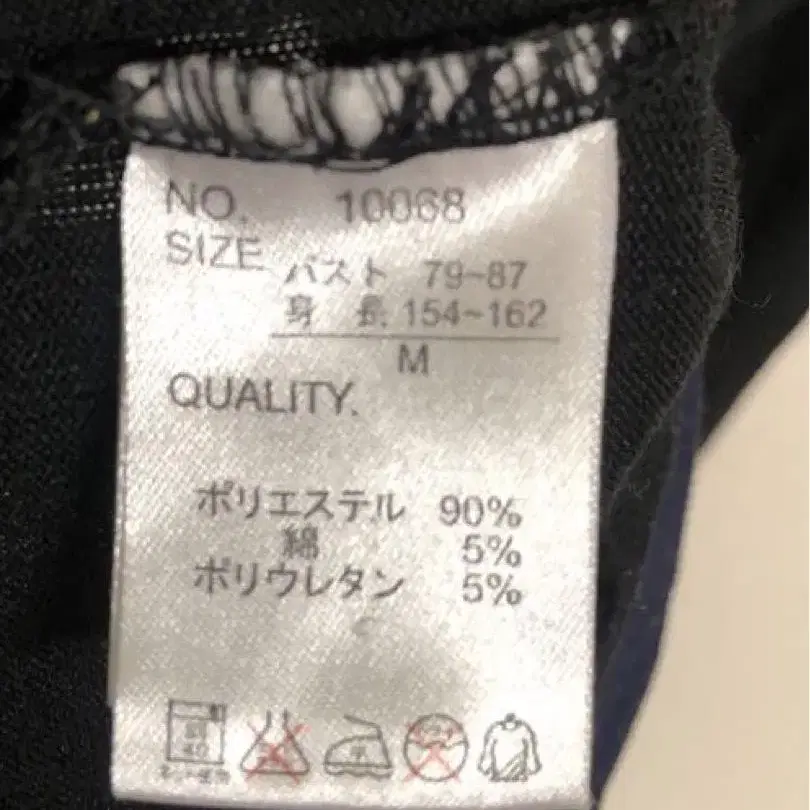 NO. 10068
SIZE
バスト 79~87
身 長 154~162
M
QUALITY.
ポリエステル 90%
綿 5%
ポリウレタン 5%
40